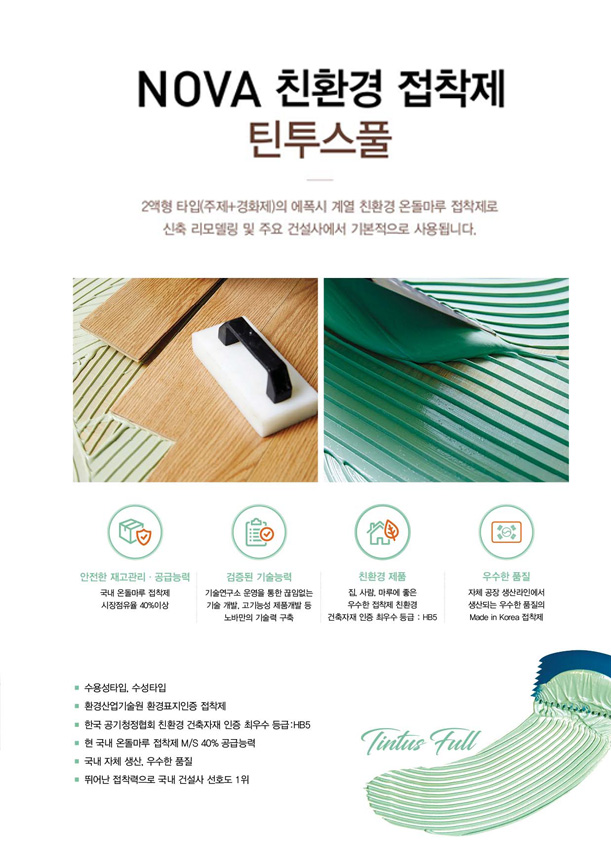 NOVA 친환경 접착제
틴투스풀
2액형 타입(주제+경화제)의 에폭시 계열 친환경 온돌마루 접착제로
신축 리모델링 및 주요 건설사에서 기본적으로 사용됩니다.
안전한 재고관리 · 공급능력
국내 온돌마루 접착제
시장점유율 40%이상
검증된 기술능력
기술연구소 운영을 통한 끊임없는
기술 개발, 고기능성 제품개발 등
노바만의 기술력 구축
친환경 제품
집, 사람, 마루에 좋은
우수한 접착제 친환경
건축자재 인증 최우수 등급 : HB5
우수한 품질
자체 공장 생산라인에서
생산되는 우수한 품질의
Made in Korea 접착제
수용성타입, 수성타입
환경산업기술원 환경표지인증 접착제
한국 공기청정협회 친환경 건축자재 인증 최우수 등급:HB5
현 국내 온돌마루 접착제 M/S 40% 공급능력
국내 자체 생산, 우수한 품질
뛰어난 접착력으로 국내 건설사 선호도 1위
Tintus Full